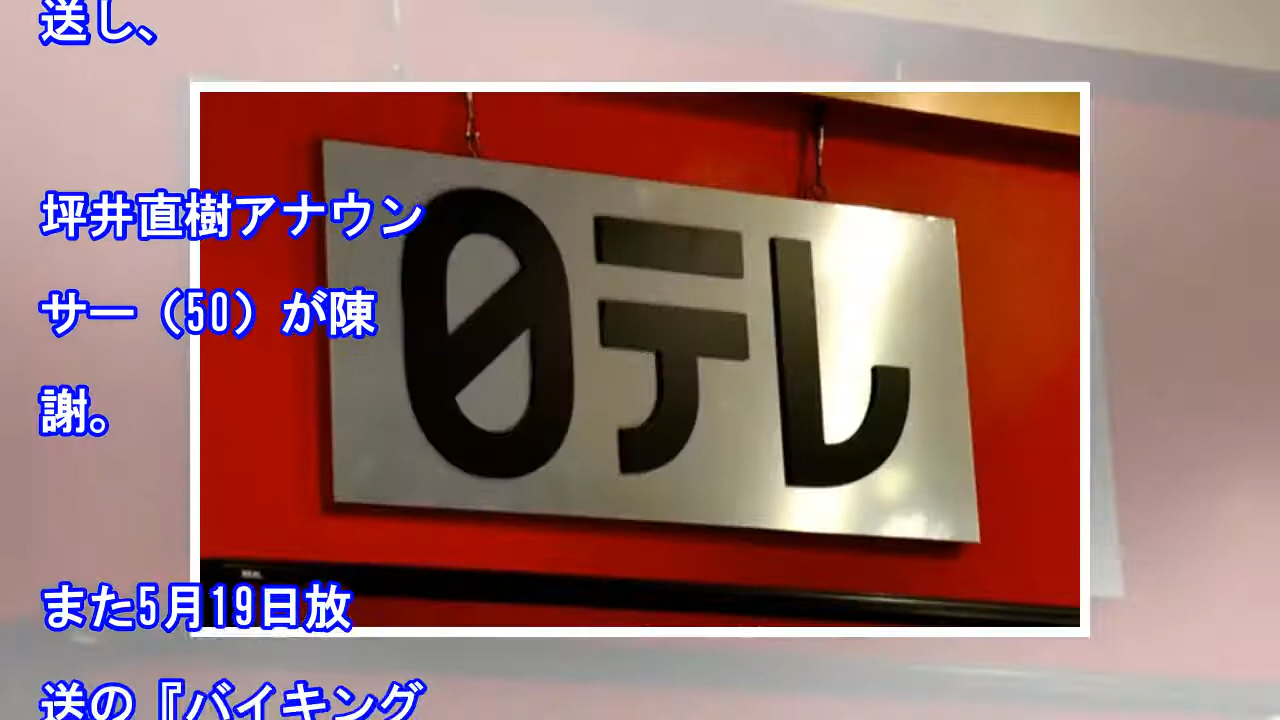 送し、
坪井直樹アナウン
サー（50）が陳
謝。
また5月19日放
送の『バイキング
日テレ